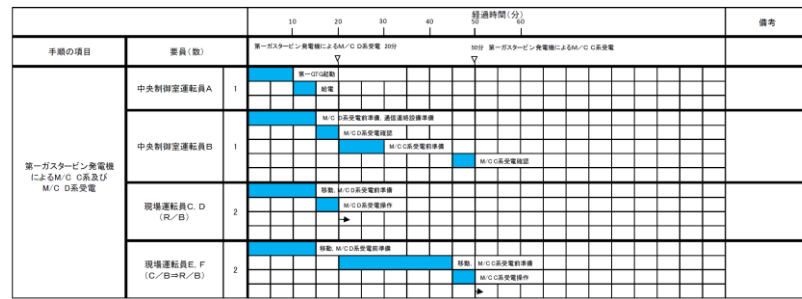 経過時間(分)
備考
10 20 30 40 50 60
手順の項目
要員(数)
第一ガスタービン発電機によるM/C D系受電 20分
50分 第一ガスタービン発電機によるM/C C系受電
第一ガスタービン発電機
によるM/C C系及び
M/C D系受電
中央制御室運転員A
1
第一GTG起動
給電
中央制御室運転員B
1
M/C D系受電前準備、通信連絡設備準備
M/C D系受電確認
M/C C系受電前準備
M/C C系受電確認
現場運転員C, D
(R/B)
2
移動、M/C D系受電前準備
M/C D系受電操作
現場運転員E, F
(C/B⇒R/B)
2
移動、M/C D系受電前準備
移動、M/C C系受電前準備
M/C C系受電操作